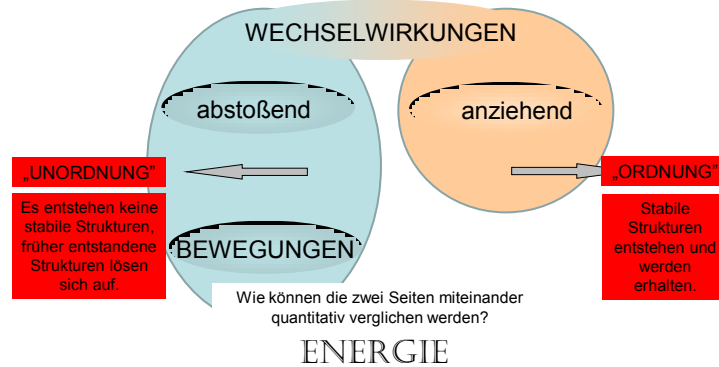 WECHSELWIRKUNGEN
abstoßend
anziehend
„UNORDNUNG"
„ORDNUNG"
Es entstehen keine
stabile Strukturen,
früher entstandene
Strukturen lösen
sich auf.
Stabile
Strukturen
entstehen und
werden
erhalten.
BEWEGUNGEN
Wie können die zwei Seiten miteinander
quantitativ verglichen werden?
ENERGIE